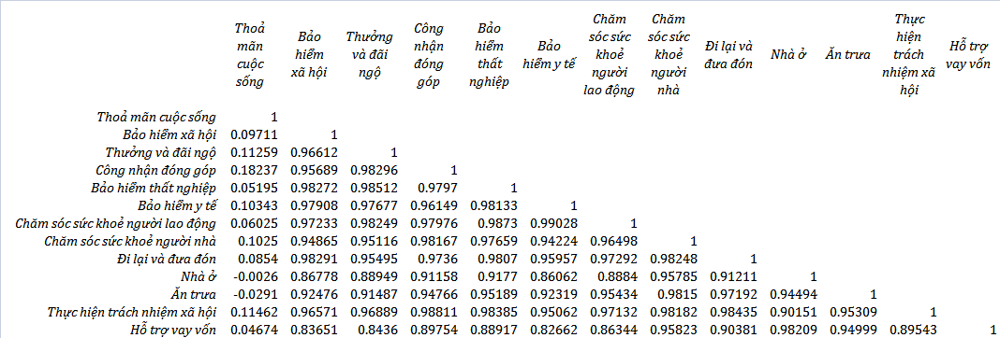 Thoả mãn cuộc sống Bảo hiểm xã hội Thưởng và đãi ngộ Công nhận đóng góp Bảo hiểm thất nghiệp Bảo hiểm y tế Chăm sóc sức khoẻ người lao động Chăm sóc sức khoẻ người nhà Đi lại và đưa đón Nhà ở Ăn trưa Thực hiện trách nhiệm xã hội Hỗ trợ vay vốn
Thoả mãn cuộc sống 1
Bảo hiểm xã hội 0.09711 1
Thưởng và đãi ngộ 0.11259 0.96612 1
Công nhận đóng góp 0.18237 0.95689 0.98296 1
Bảo hiểm thất nghiệp 0.05195 0.98272 0.98512 0.9797 1
Bảo hiểm y tế 0.10343 0.97908 0.97677 0.96149 0.98133 1
Chăm sóc sức khoẻ người lao động 0.06025 0.97233 0.98249 0.97976 0.9873 0.99028 1
Chăm sóc sức khoẻ người nhà 0.1025 0.94865 0.95116 0.98167 0.97659 0.94224 0.96498 1
Đi lại và đưa đón 0.0854 0.98291 0.95495 0.9736 0.9807 0.95957 0.97292 0.98248 1
Nhà ở -0.0026 0.86778 0.88949 0.91158 0.9177 0.86062 0.8884 0.95785 0.91211 1
Ăn trưa -0.0291 0.92476 0.91487 0.94766 0.95189 0.92319 0.95434 0.9815 0.97192 0.94494 1
Thực hiện trách nhiệm xã hội 0.11462 0.96571 0.96889 0.98811 0.98385 0.95062 0.97132 0.98182 0.98435 0.90151 0.95309 1
Hỗ trợ vay vốn 0.04674 0.83651 0.8436 0.89754 0.88917 0.82662 0.86344 0.95823 0.90381 0.98209 0.94999 0.89543 1